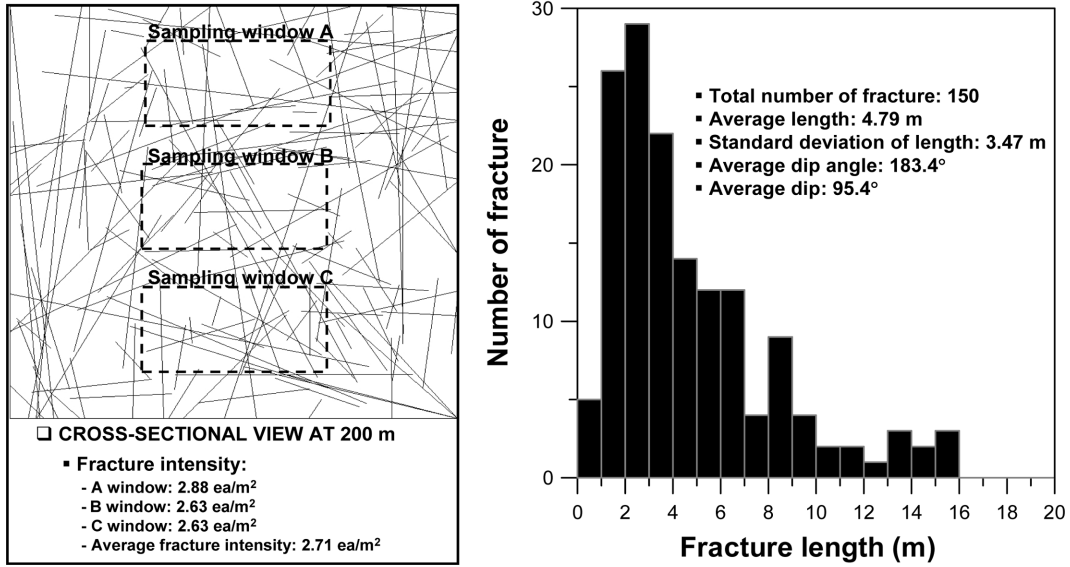 Sampling window A
Sampling window B
Sampling window C
❑ CROSS-SECTIONAL VIEW AT 200 m
▪ Fracture intensity:
- A window: 2.88 ea/m²
- B window: 2.63 ea/m²
- C window: 2.63 ea/m²
- Average fracture intensity: 2.71 ea/m²
30
20
10
0
Number of fracture
▪ Total number of fracture: 150
▪ Average length: 4.79 m
▪ Standard deviation of length: 3.47 m
▪ Average dip angle: 183.4°
▪ Average dip: 95.4°
0 2 4 6 8 10 12 14 16 18 20
Fracture length (m)